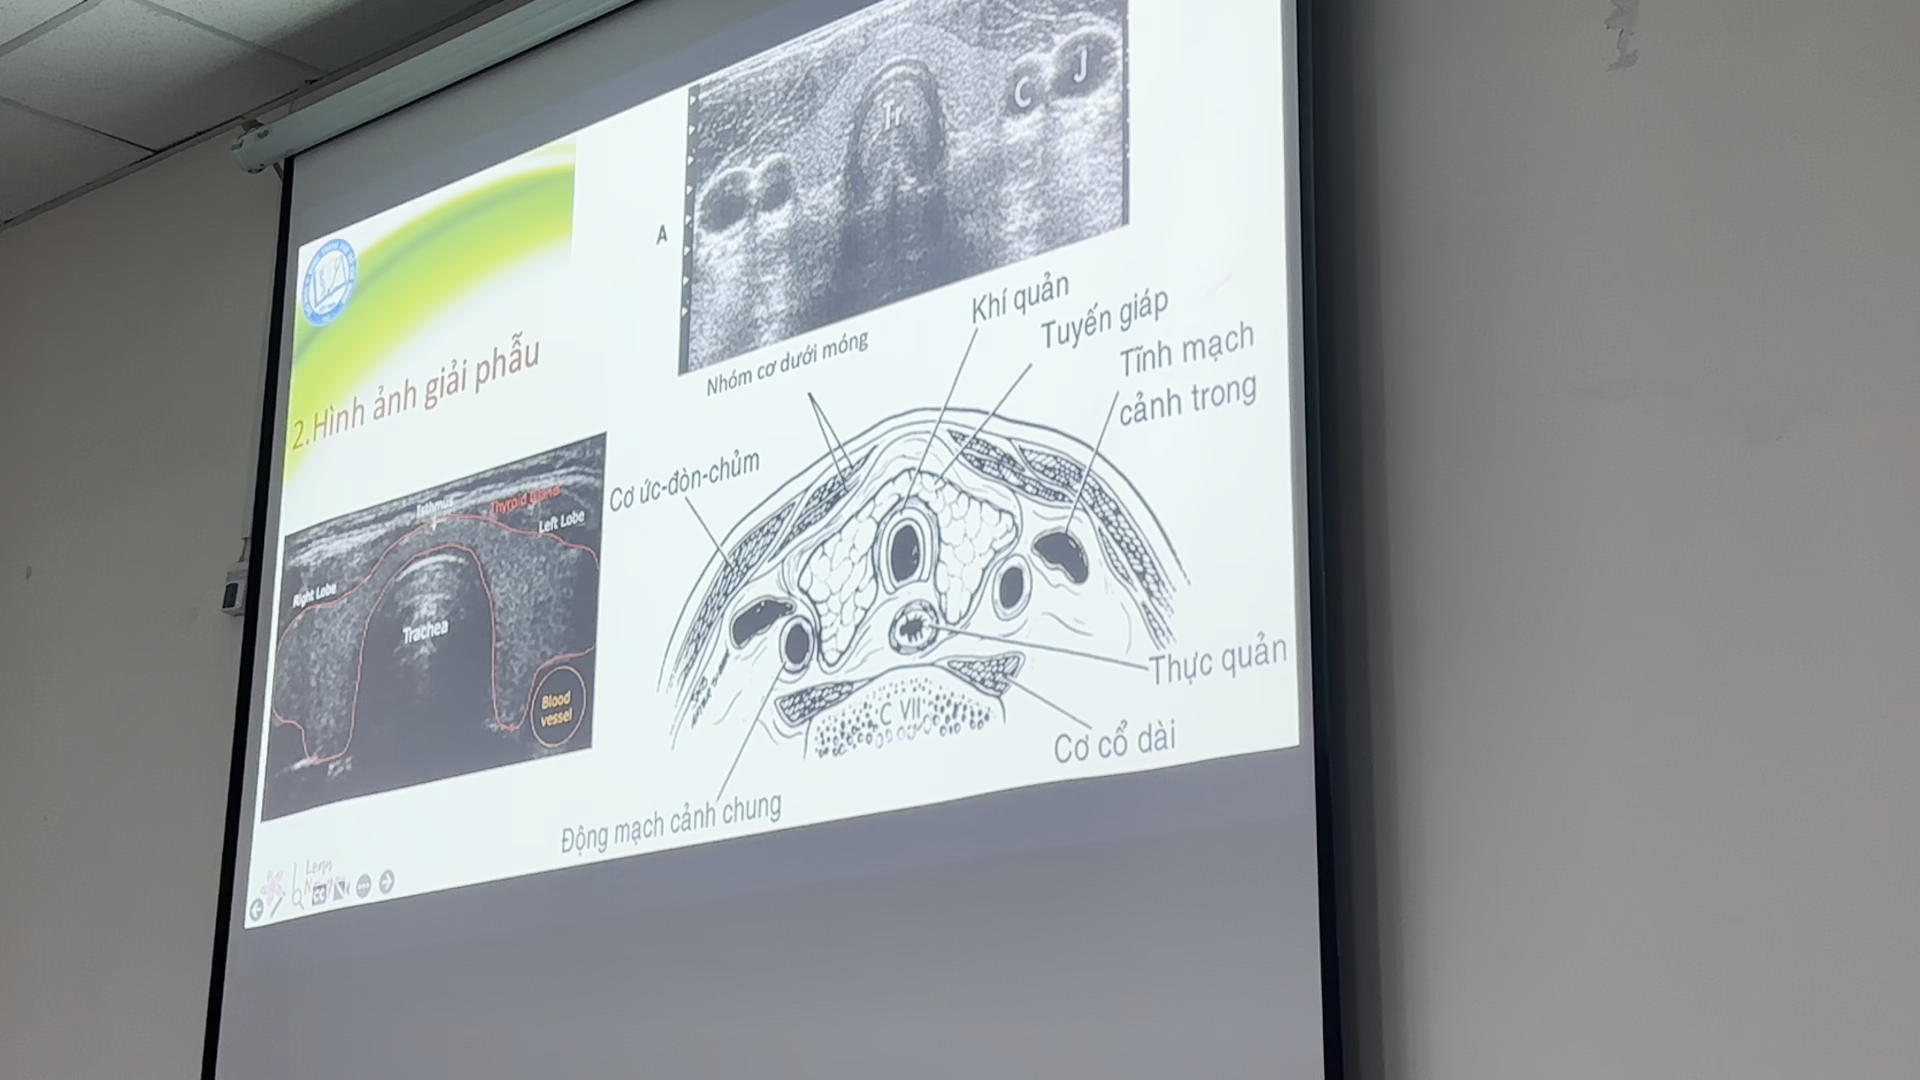 Tr
C
J
A
2.Hình ảnh giải phẫu
Nhóm cơ dưới móng
Khí quản
Tuyến giáp
Tĩnh mạch
cảnh trong
Cơ ức-đòn-chủm
Isthmus
Thyroid Gland
Left Lobe
Right Lobe
Trachea
Blood
vessel
C VII
Thực quản
Cơ cổ dài
Động mạch cảnh chung